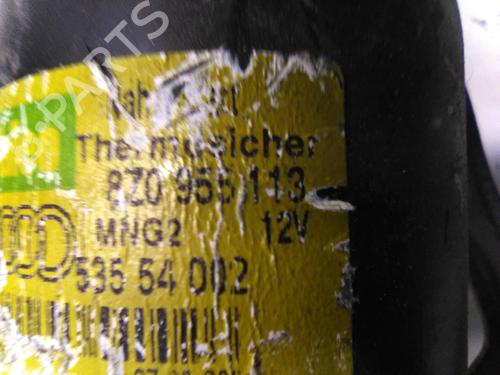 Thermosicher
8Z0 955 113
MNG2 12V
535 54 002